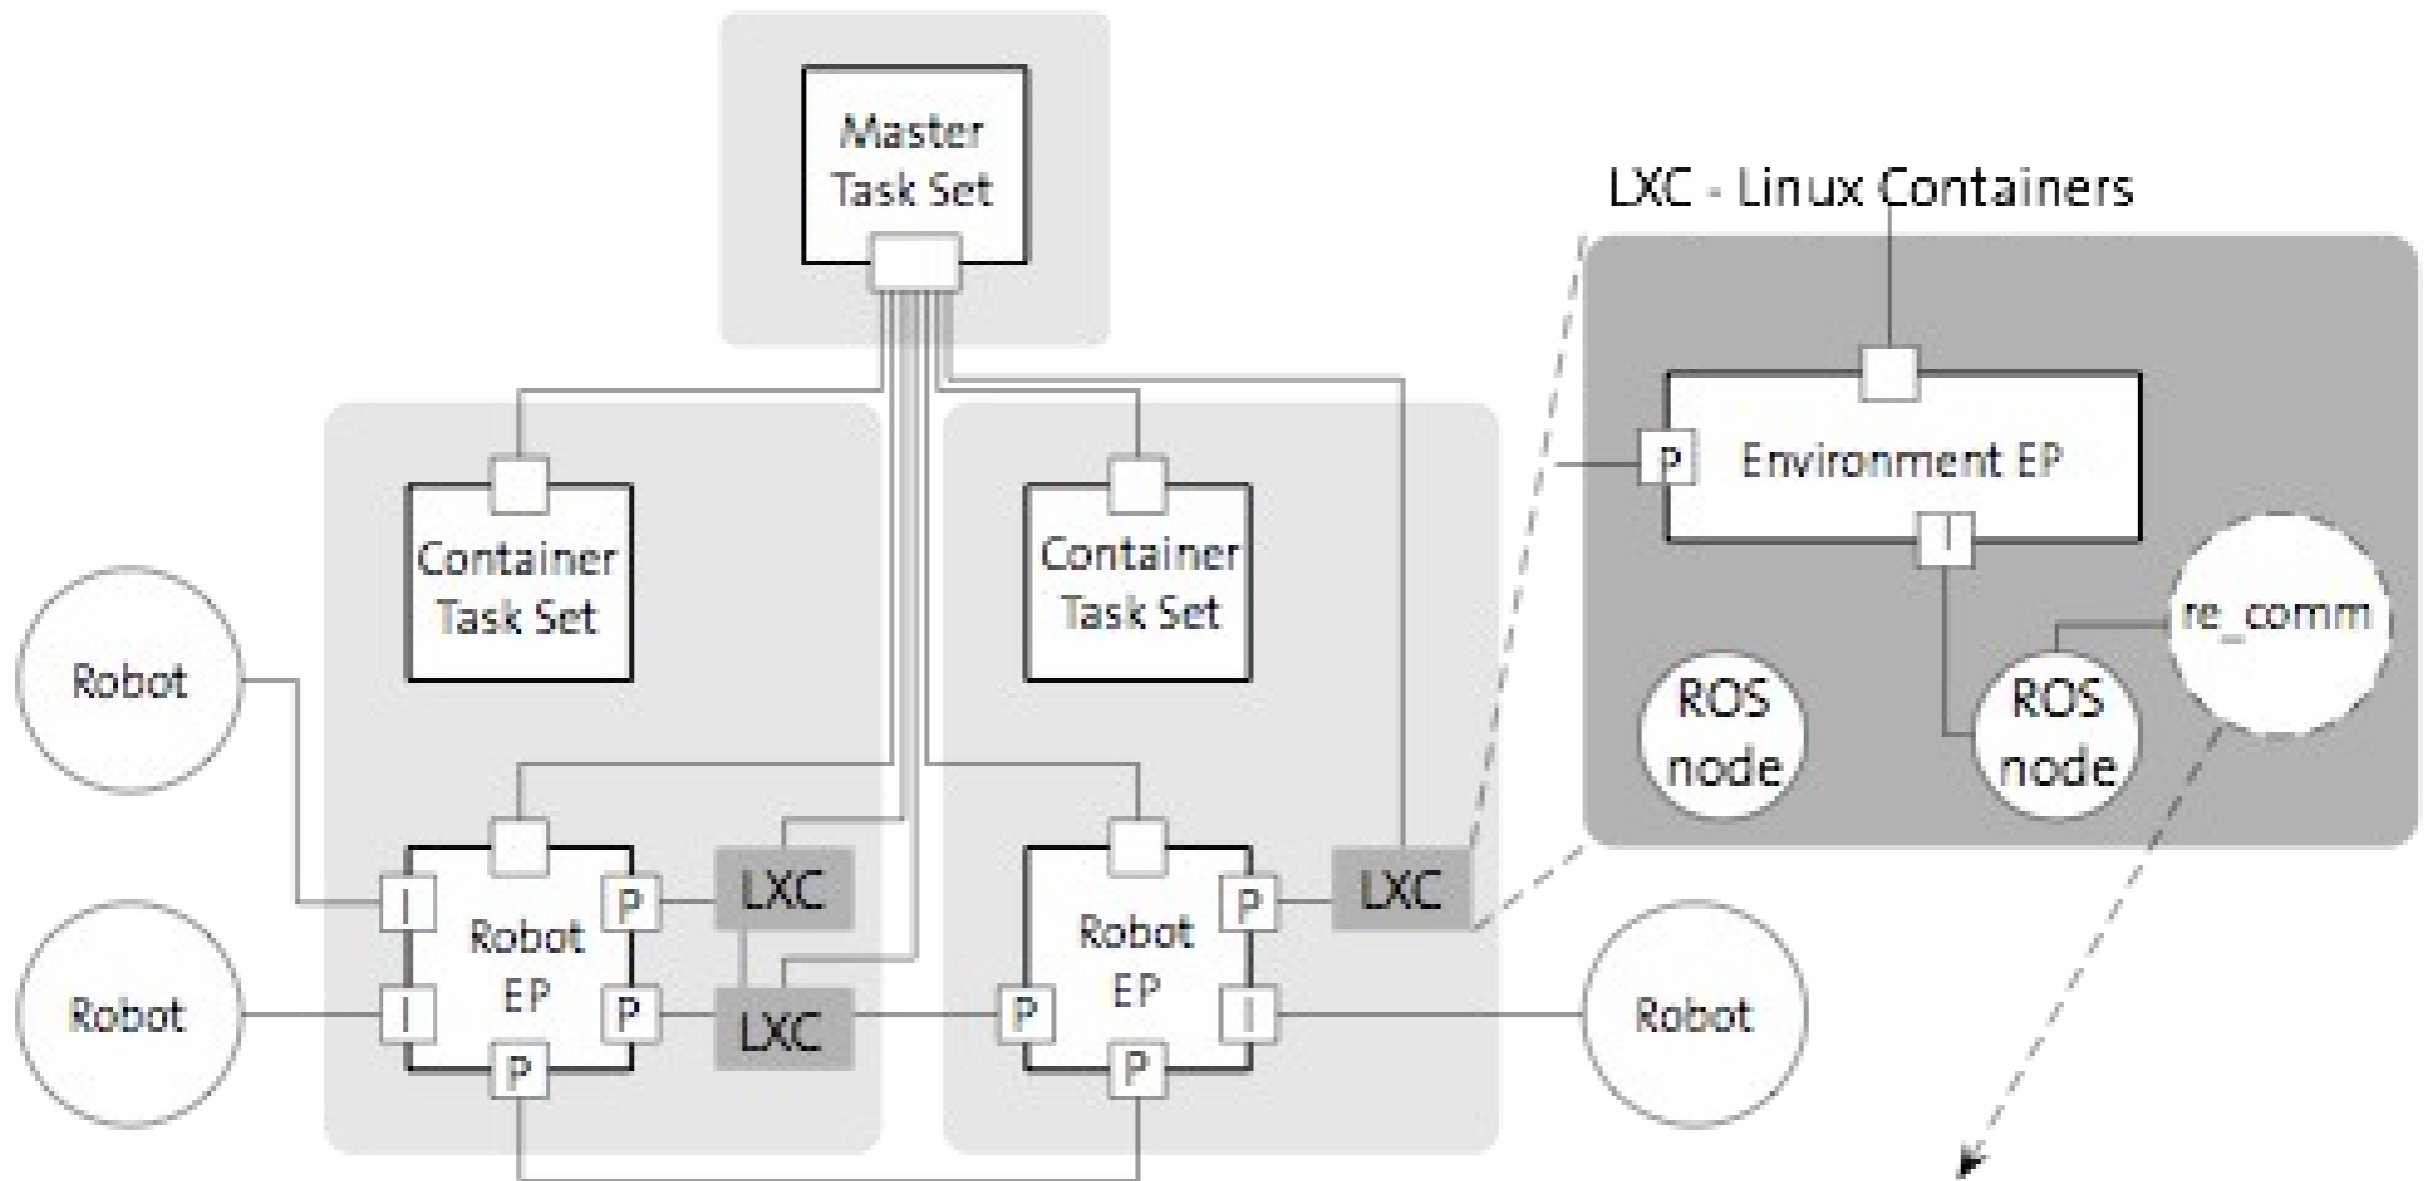 Master
Task Set
LXC - Linux Containers
P
Environment EP
I
Container
Task Set
Container
Task Set
re_comm
Robot
ROS
node
ROS
node
I
P
LXC
P
LXC
Robot
EP
Robot
EP
Robot
I
P
LXC
P
I
Robot
P
P